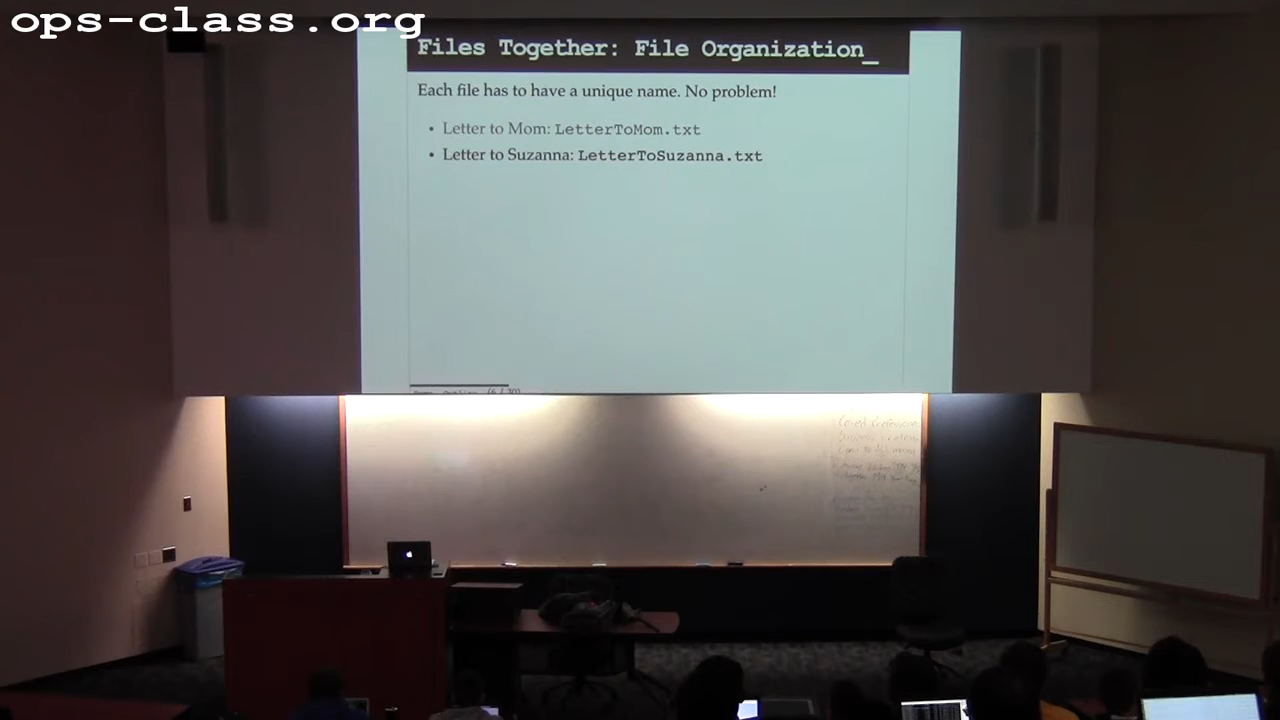 ops-class.org
Files Together: File Organization_
Each file has to have a unique name. No problem!
• Letter to Mom: LetterToMom.txt
• Letter to Suzanna: LetterToSuzanna.txt